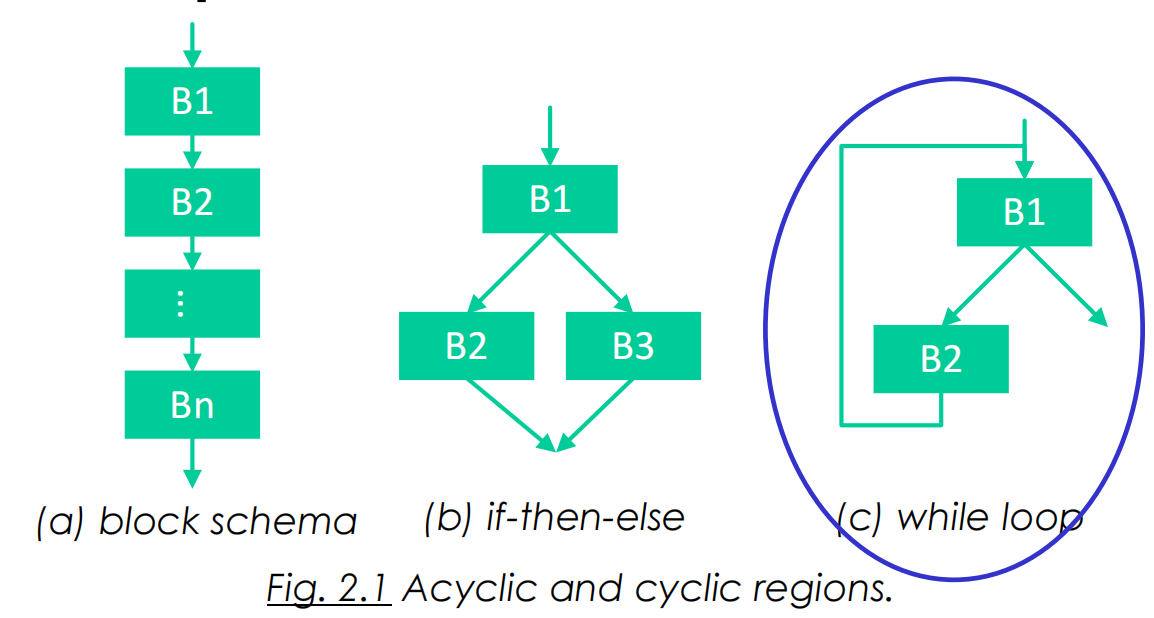 B1
B2
⋮
Bn
(a) block schema
B1
B2
B3
(b) if-then-else
B1
B2
(c) while loop
Fig. 2.1 Acyclic and cyclic regions.